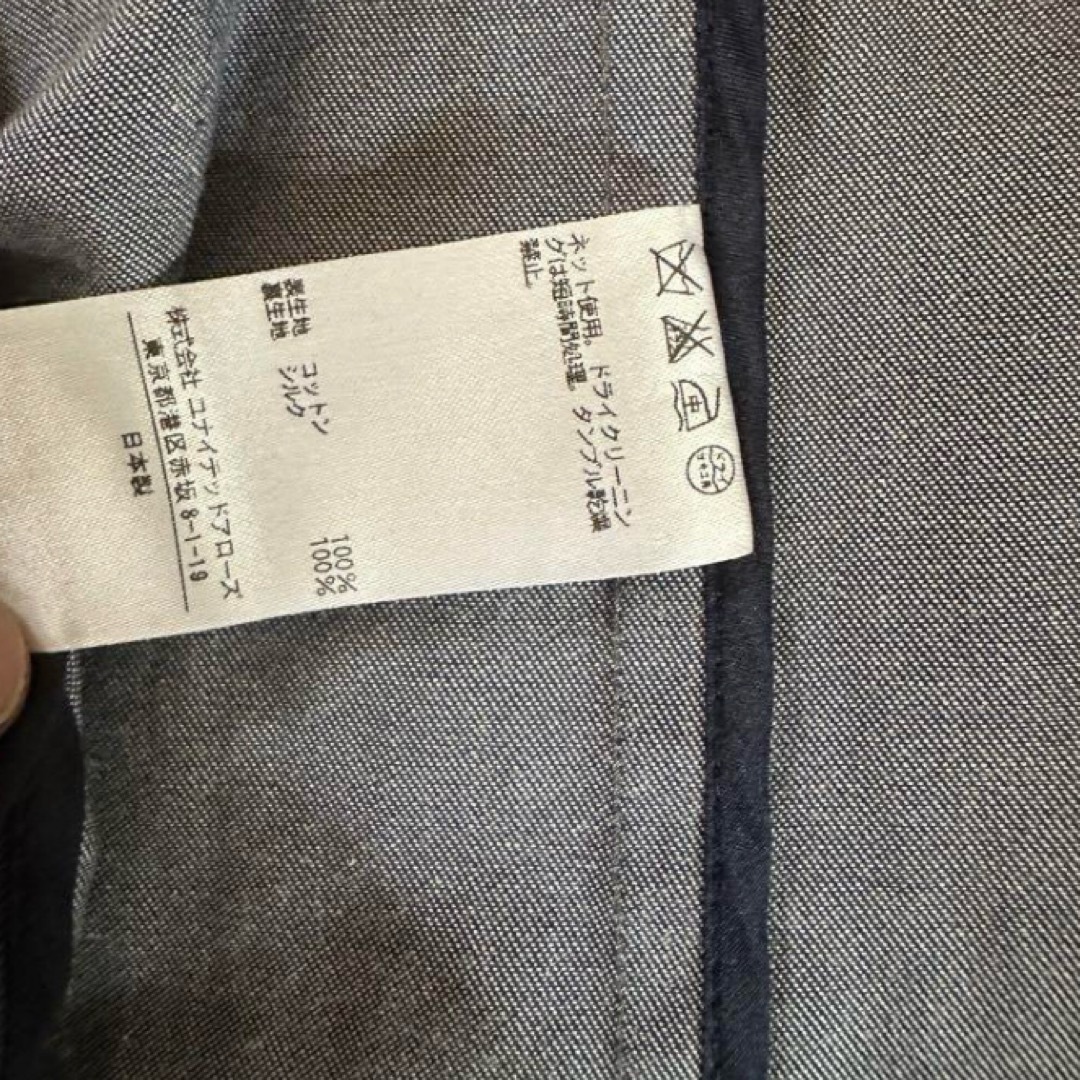 ネット使用。ドライクリーニン
グは短時間処理。タンブル乾燥
禁止
表生地 コットン 100%
裏生地 シルク 100%
株式会社 ユナイテッドアローズ
東京都港区赤坂8-1-19
日本製